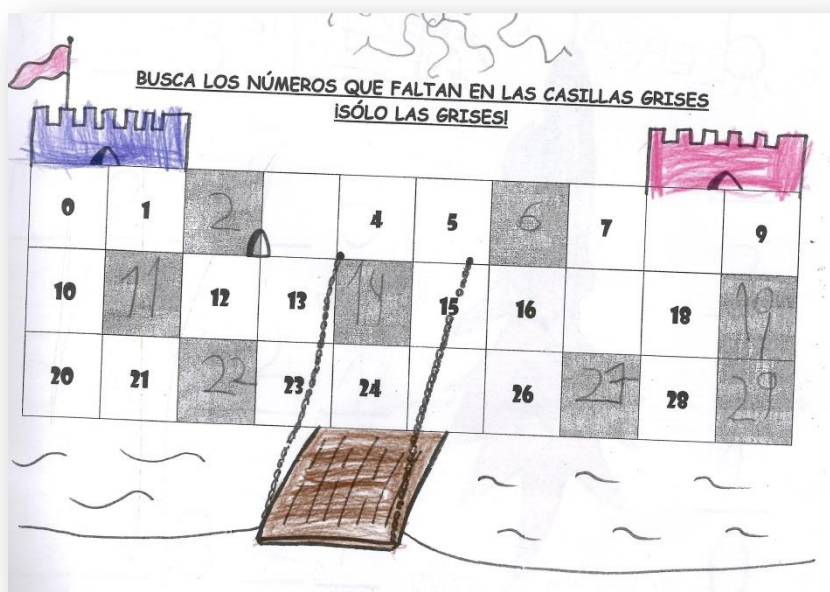 BUSCA LOS NÚMEROS QUE FALTAN EN LAS CASILLAS GRISES
¡SÓLO LAS GRISES!
0 1 2 4 5 6 7 9
10 11 12 13 14 15 16 18 19
20 21 22 23 24 26 27 28 29